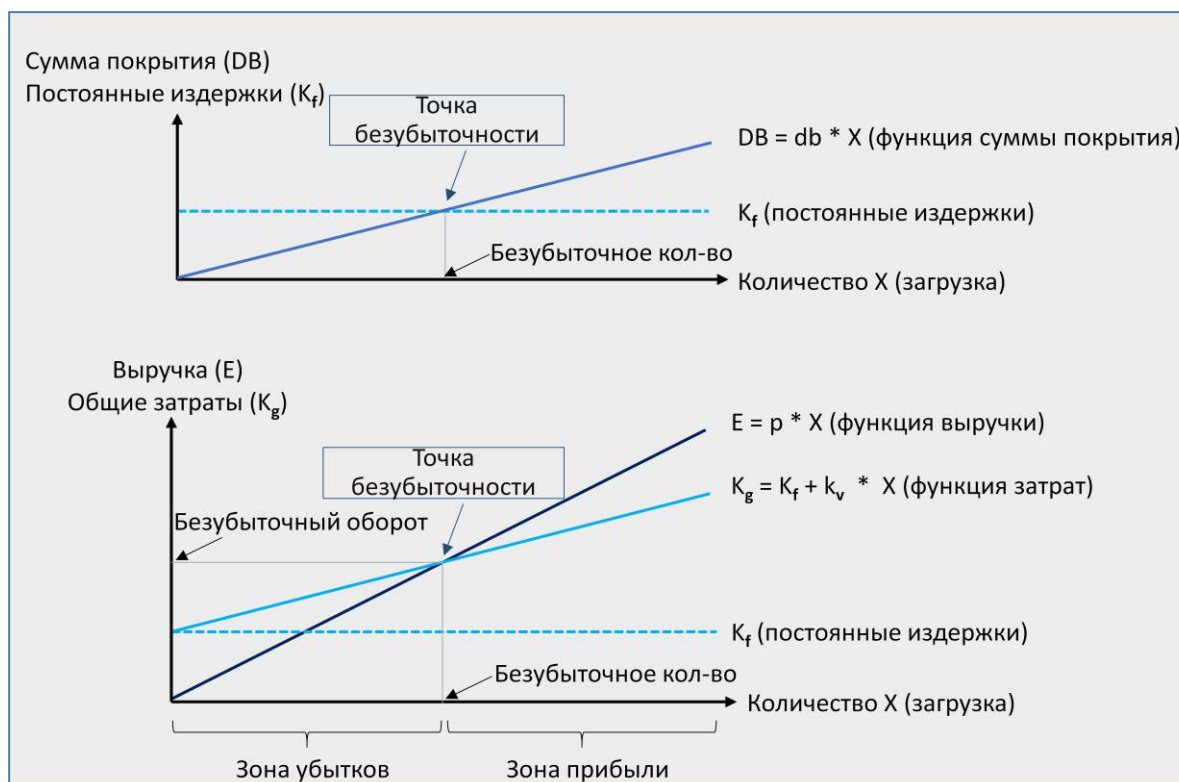 Сумма покрытия (DB)
Постоянные издержки (Kf)
Точка
безубыточности
DB = db * X (функция суммы покрытия)
Kf (постоянные издержки)
Безубыточное кол-во
Количество X (загрузка)
Выручка (E)
Общие затраты (Kg)
E = p * X (функция выручки)
Точка
безубыточности
Kg = Kf + kv * X (функция затрат)
Безубыточный оборот
Kf (постоянные издержки)
Безубыточное кол-во
Количество X (загрузка)
Зона убытков
Зона прибыли